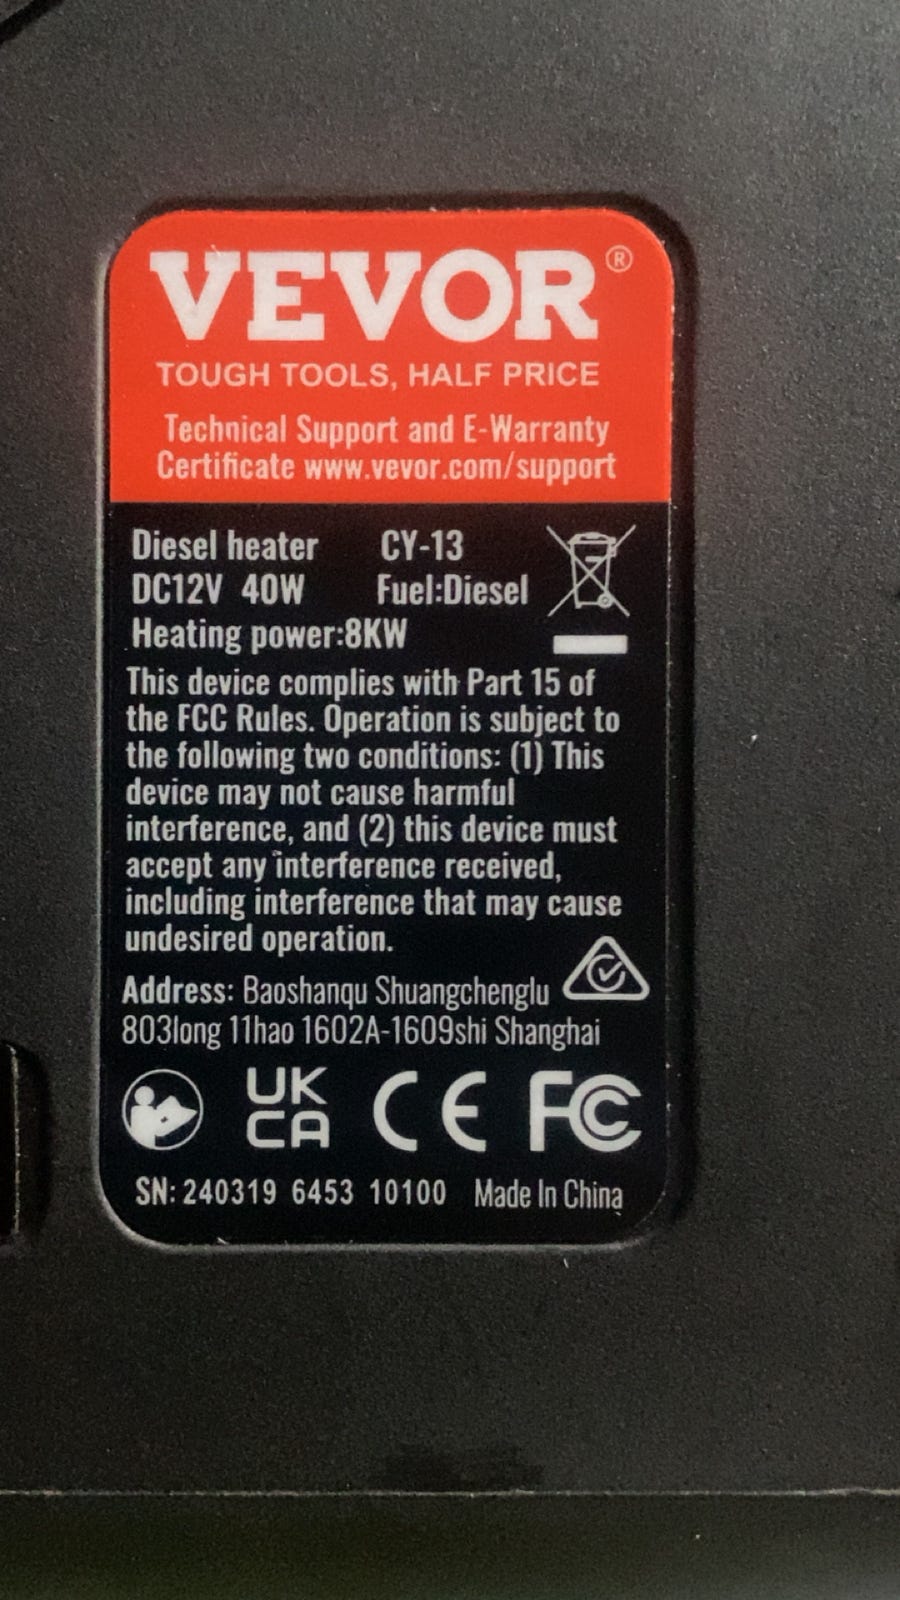 VEVOR®
TOUGH TOOLS, HALF PRICE
Technical Support and E-Warranty
Certificate www.vevor.com/support
Diesel heater CY-13
DC12V 40W Fuel:Diesel
Heating power:8KW
This device complies with Part 15 of
the FCC Rules. Operation is subject to
the following two conditions: (1) This
device may not cause harmful
interference, and (2) this device must
accept any interference received,
including interference that may cause
undesired operation.
Address: Baoshanqu Shuangchenglu
803long 11hao 1602A-1609shi Shanghai
UK
CA CE FC
SN: 240319 6453 10100 Made In China